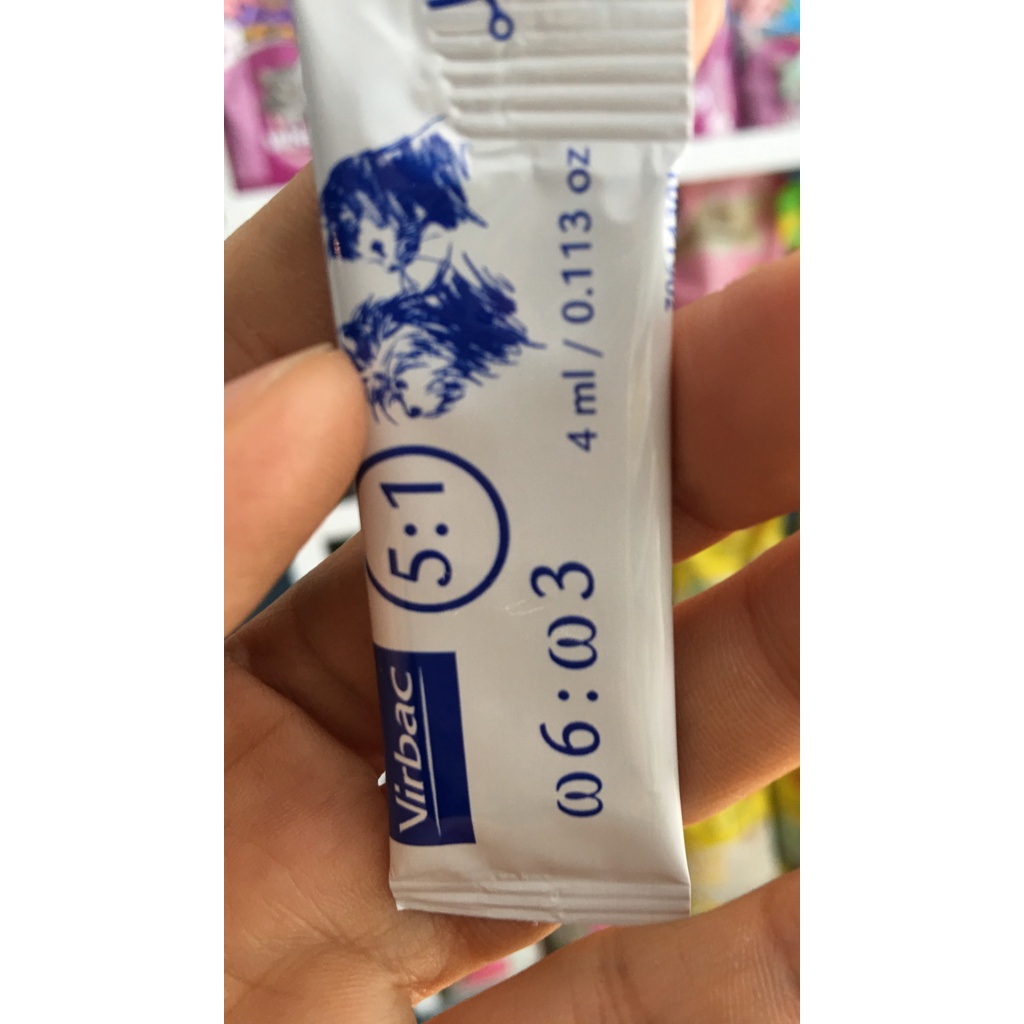 Virbac
5:1
ω6:ω3
4 ml / 0.113 oz